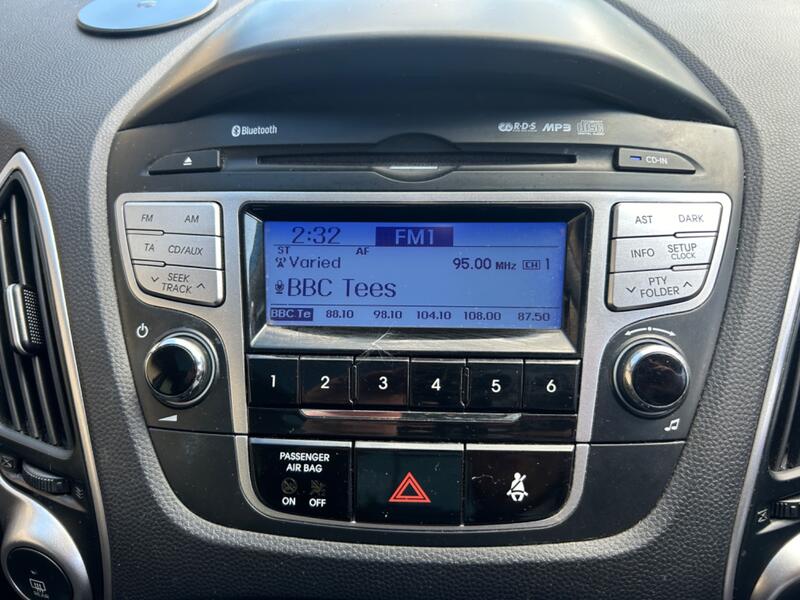 Bluetooth
R·D·S MP3 disc
CD-IN
FM AM
TA CD/AUX
SEEK
TRACK
AST DARK
INFO SETUP
CLOCK
PTY
FOLDER
2:32 FM1
ST AF
Varied 95.00 MHz CH 1
BBC Tees
BBC Te 88.10 98.10 104.10 108.00 87.50
1 2 3 4 5 6
PASSENGER
AIR BAG
ON OFF
REAR